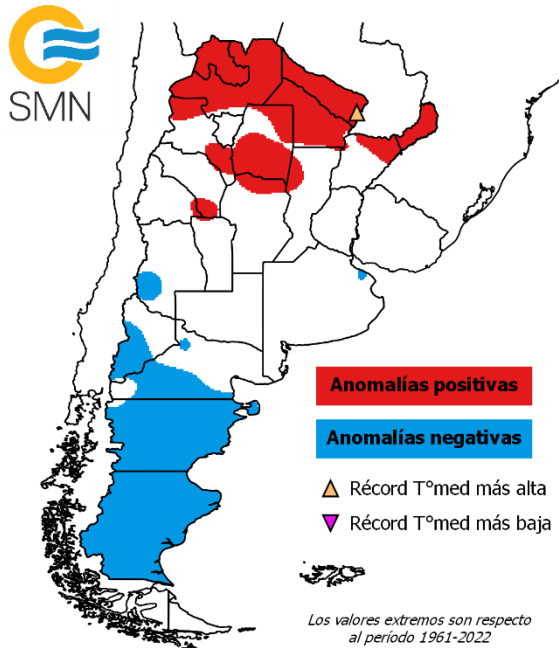 SMN
Anomalías positivas
Anomalías negativas
Récord T°med más alta
Récord T°med más baja
Los valores extremos son respecto
al período 1961-2022